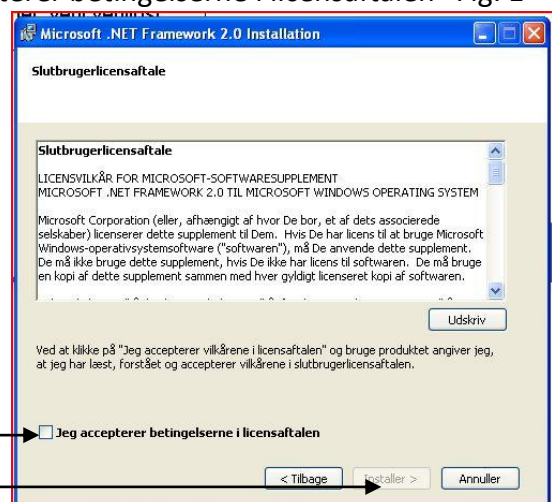 terer betingelserne i licensaftalen" Fig. 2
Microsoft .NET Framework 2.0 Installation
Slutbrugerlicensaftale
Slutbrugerlicensaftale
LICENSVILKÅR FOR MICROSOFT-SOFTWARESUPPLEMENT
MICROSOFT .NET FRAMEWORK 2.0 TIL MICROSOFT WINDOWS OPERATING SYSTEM
Microsoft Corporation (eller, afhængigt af hvor De bor, et af dets associerede
selskaber) licenserer dette supplement til Dem. Hvis De har licens til at bruge Microsoft
Windows-operativsystemsoftware ("softwaren"), må De anvende dette supplement.
De må ikke bruge dette supplement, hvis De ikke har licens til softwaren. De må bruge
en kopi af dette supplement sammen med hver gyldigt licenseret kopi af softwaren.
Udskriv
Ved at klikke på "Jeg accepterer vilkårene i licensaftalen" og bruge produktet angiver jeg,
at jeg har læst, forstået og accepterer vilkårene i slutbrugerlicensaftalen.
Jeg accepterer betingelserne i licensaftalen
< Tilbage
Installer >
Annuller